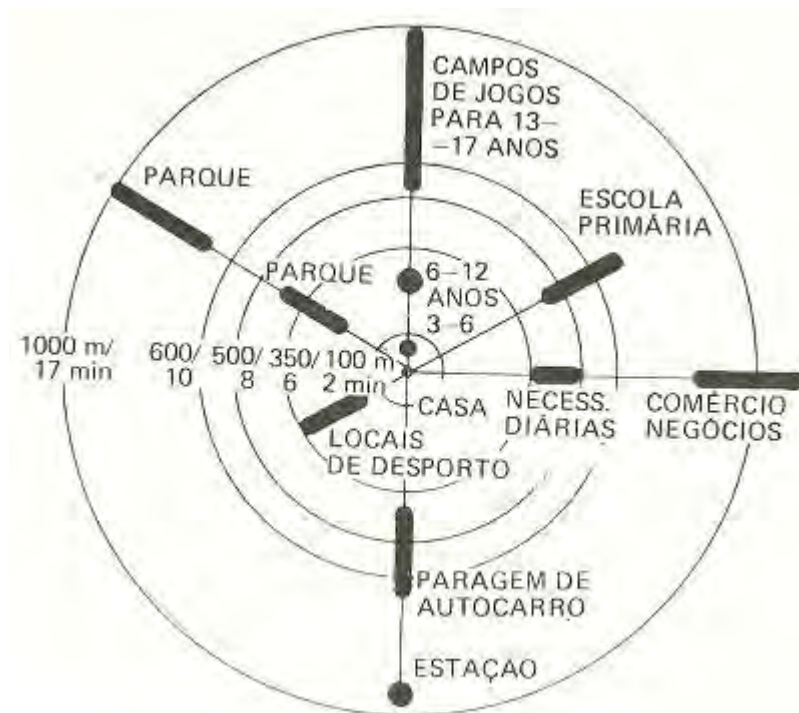 CAMPOS
DE JOGOS
PARA 13–
–17 ANOS
PARQUE
ESCOLA
PRIMÁRIA
PARQUE
6–12
ANOS
3–6
1000 m/
17 min
600/
10
500/
8
350/
6
100 m
2 min
CASA
NECESS.
DIÁRIAS
COMÉRCIO
NEGÓCIOS
LOCAIS
DE DESPORTO
PARAGEM DE
AUTOCARRO
ESTAÇAO